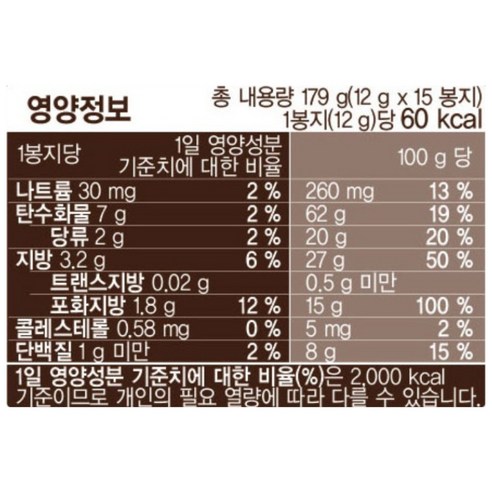 영양정보
총 내용량 179 g(12 g x 15 봉지)
1봉지(12 g)당 60 kcal
1봉지당 1일 영양성분 기준치에 대한 비율 100 g 당
나트륨 30 mg 2 % 260 mg 13 %
탄수화물 7 g 2 % 62 g 19 %
당류 2 g 2 % 20 g 20 %
지방 3.2 g 6 % 27 g 50 %
트랜스지방 0.02 g 0.5 g 미만
포화지방 1.8 g 12 % 15 g 100 %
콜레스테롤 0.58 mg 0 % 5 mg 2 %
단백질 1 g 미만 2 % 8 g 15 %
1일 영양성분 기준치에 대한 비율(%)은 2,000 kcal
기준이므로 개인의 필요 열량에 따라 다를 수 있습니다.